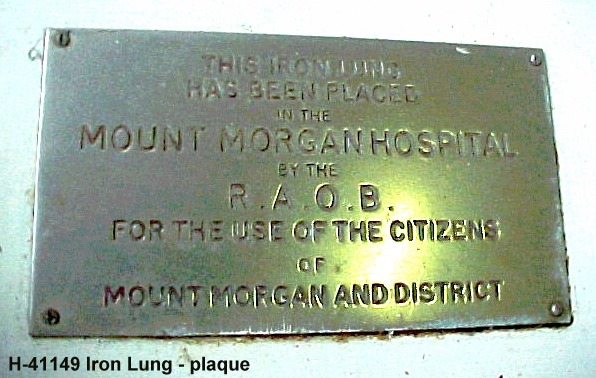 THIS IRON LUNG
HAS BEEN PLACED
IN THE
MOUNT MORGAN HOSPITAL
BY THE
R.A.O.B.
FOR THE USE OF THE CITIZENS
OF
MOUNT MORGAN AND DISTRICT
H-41149 Iron Lung - plaque